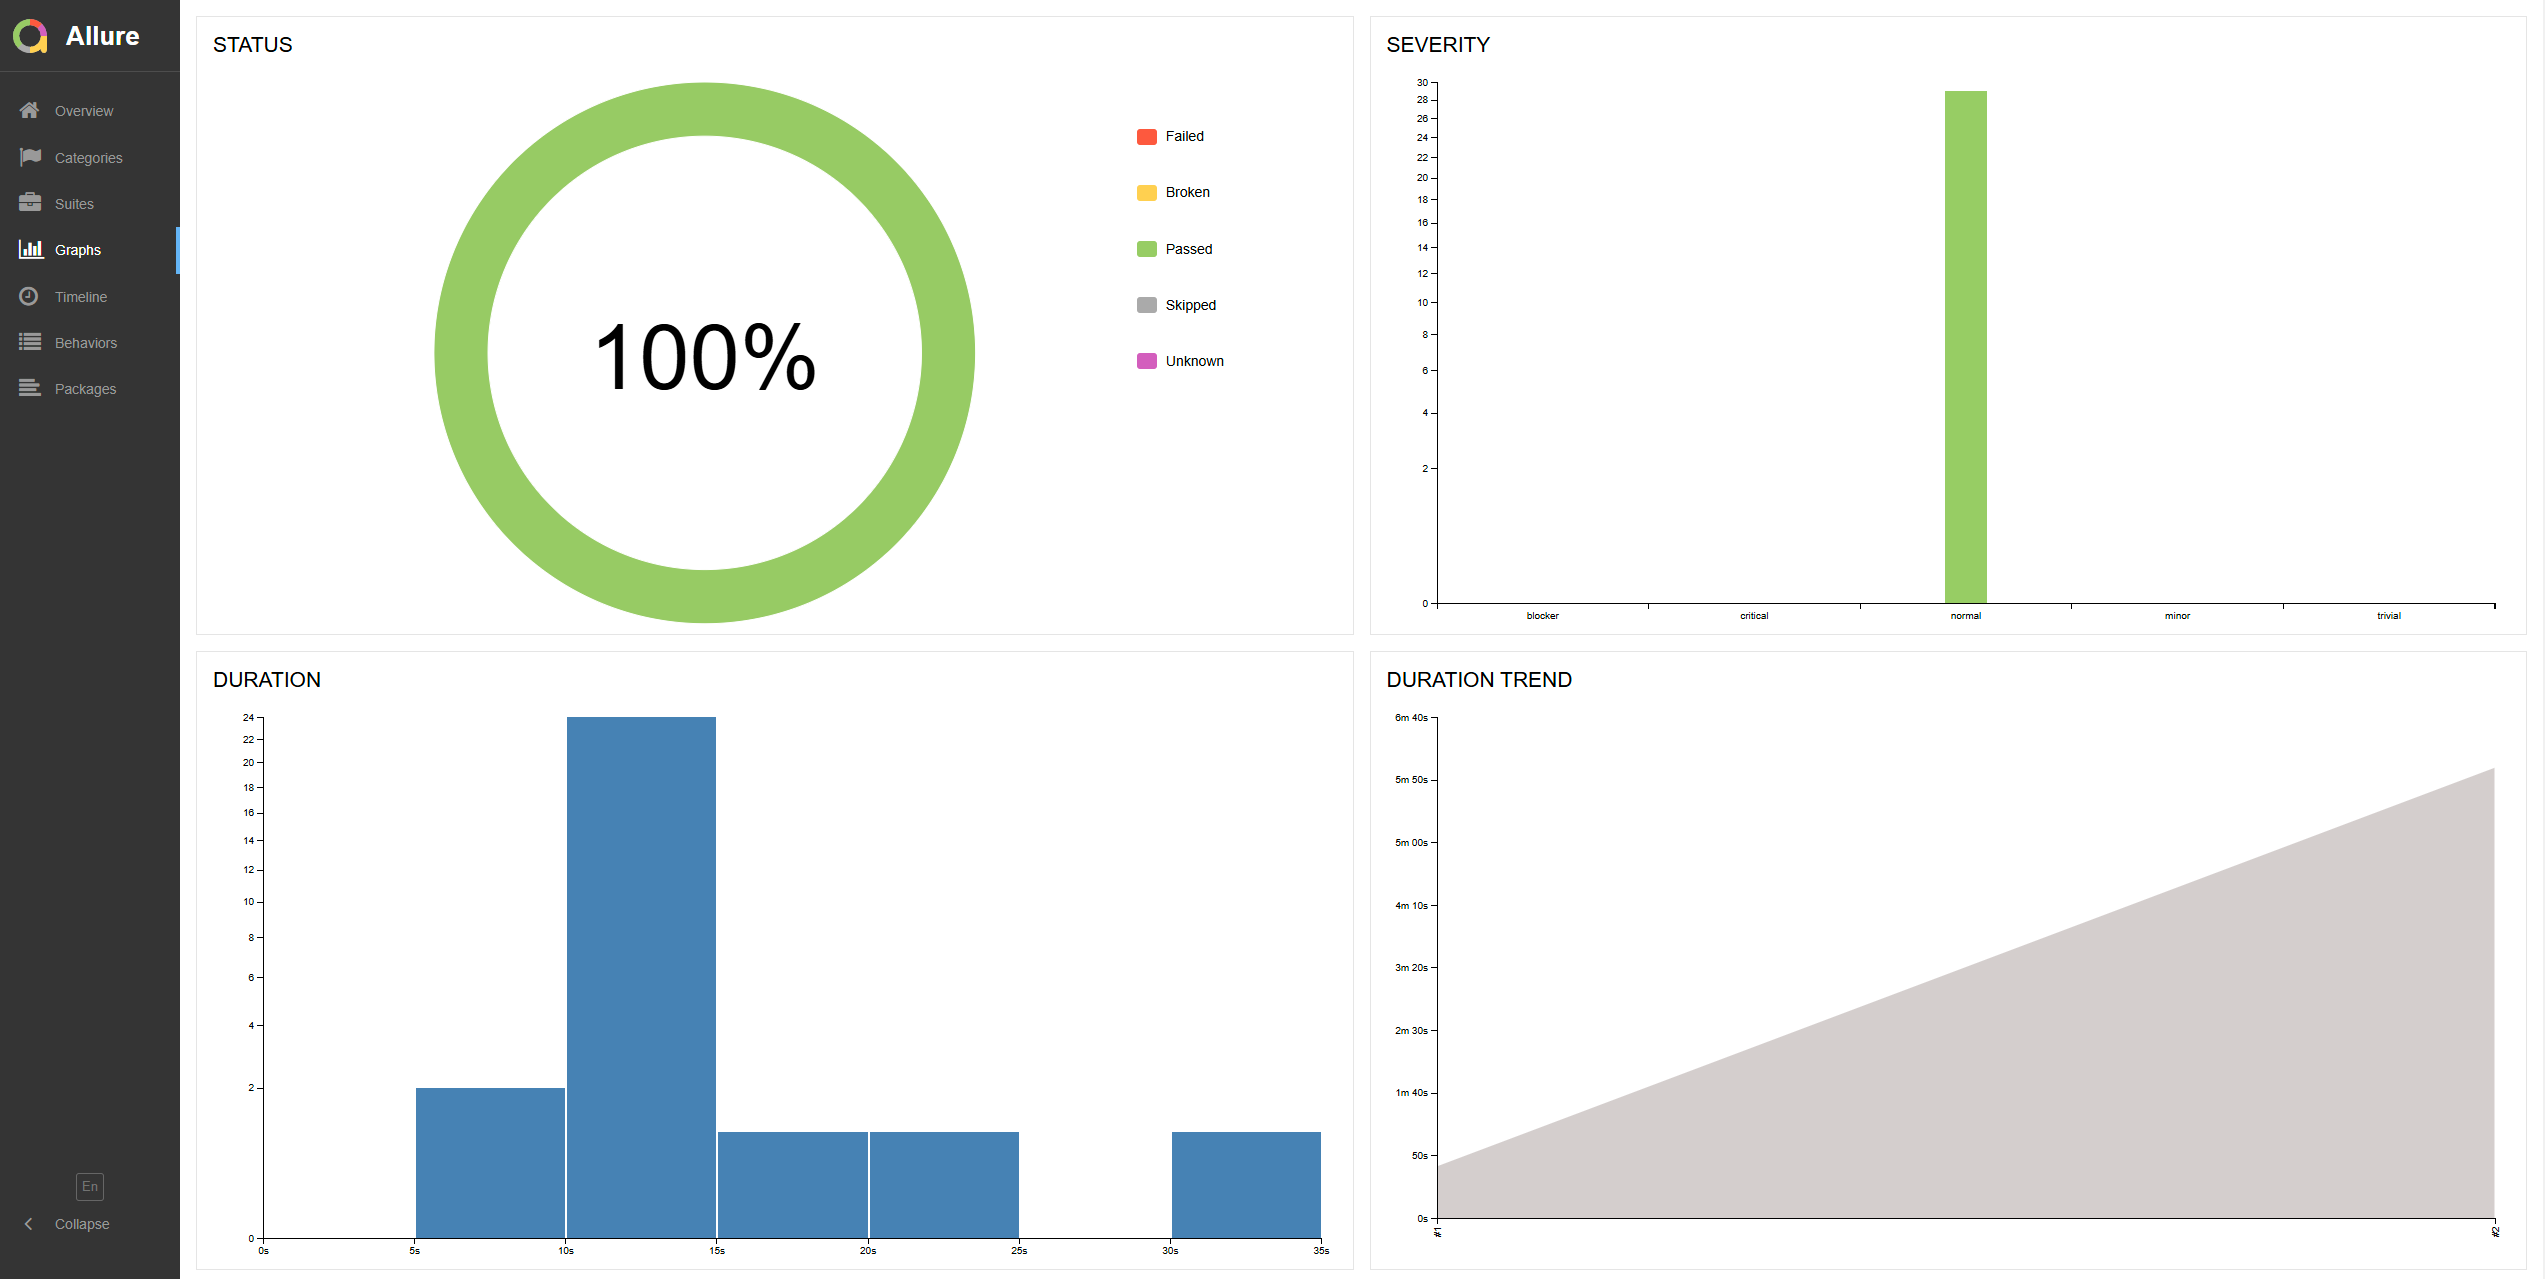 Allure
Overview
Categories
Suites
Graphs
Timeline
Behaviors
Packages
En
Collapse
STATUS
100%
Failed
Broken
Passed
Skipped
Unknown
SEVERITY
30
28
26
24
22
20
18
16
14
12
10
8
6
4
2
0
blocker critical normal minor trivial
DURATION
24
22
20
18
16
14
12
10
8
6
4
2
0
0s 5s 10s 15s 20s 25s 30s 35s
DURATION TREND
6m 40s
5m 50s
5m 00s
4m 10s
3m 20s
2m 30s
1m 40s
50s
0s
#1 #2